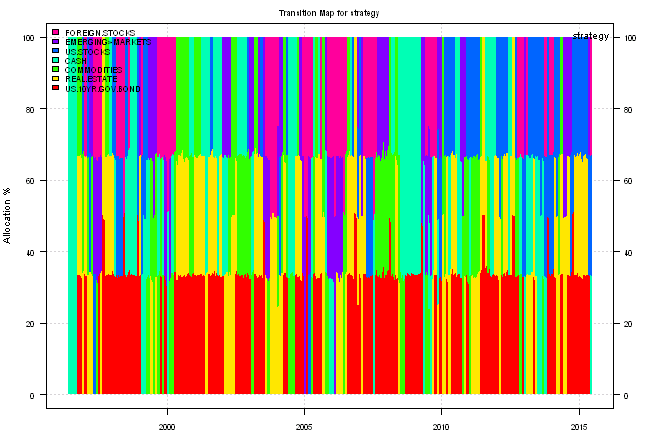 Transition Map for strategy
strategy
FOREIGN.STOCKS
EMERGING>MARKETS
US.STOCKS
CASH
COMMODITIES
REAL.ESTATE
US.10YR.GOV.BOND
Allocation %
100
80
60
40
20
0
100
80
60
40
20
0
2000 2005 2010 2015